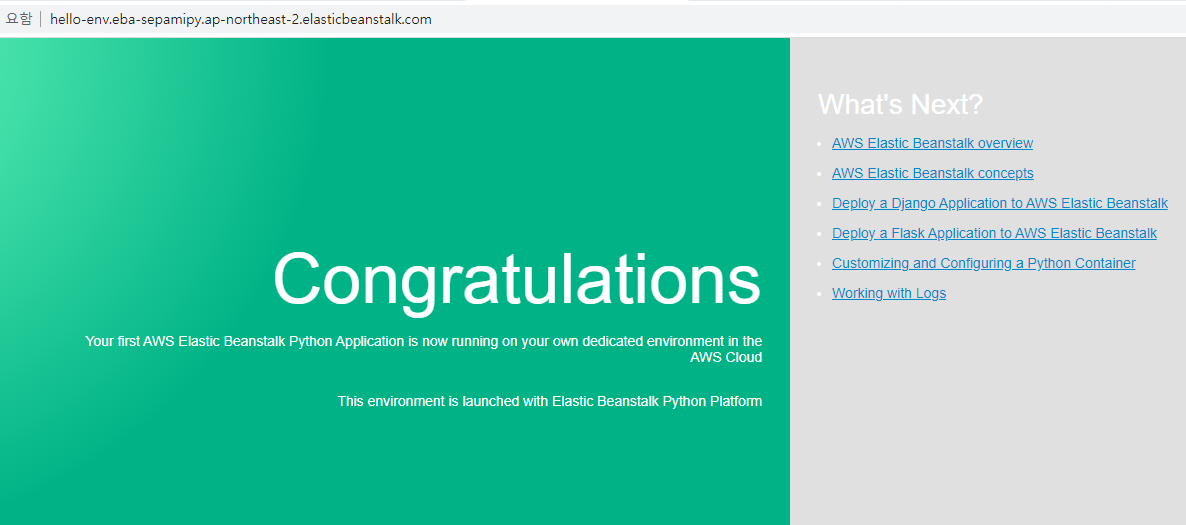 요함 | hello-env.eba-sepamipy.ap-northeast-2.elasticbeanstalk.com
Congratulations
Your first AWS Elastic Beanstalk Python Application is now running on your own dedicated environment in the
AWS Cloud
This environment is launched with Elastic Beanstalk Python Platform
What's Next?
AWS Elastic Beanstalk overview
AWS Elastic Beanstalk concepts
Deploy a Django Application to AWS Elastic Beanstalk
Deploy a Flask Application to AWS Elastic Beanstalk
Customizing and Configuring a Python Container
Working with Logs